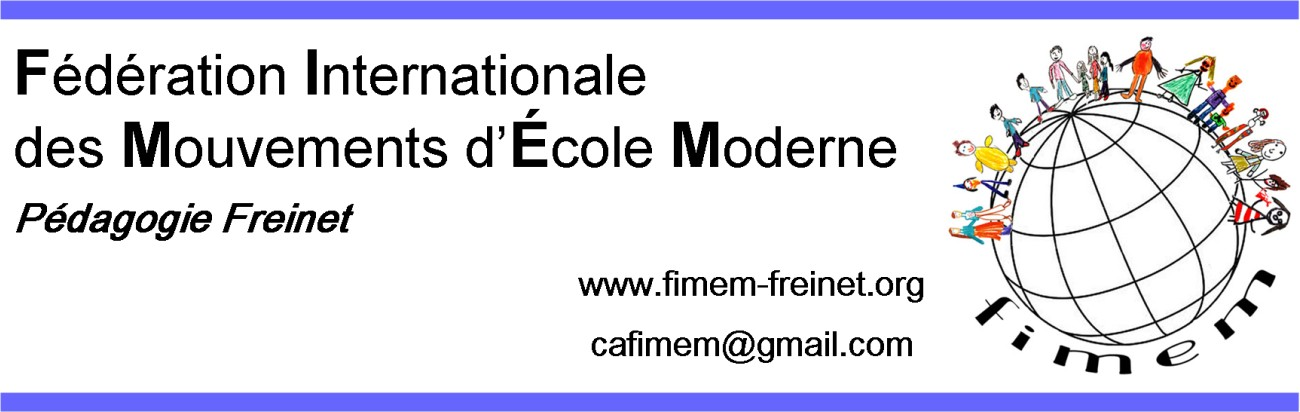 Fédération Internationale
des Mouvements d'École Moderne
Pédagogie Freinet
www.fimem-freinet.org
cafimem@gmail.com
fimem